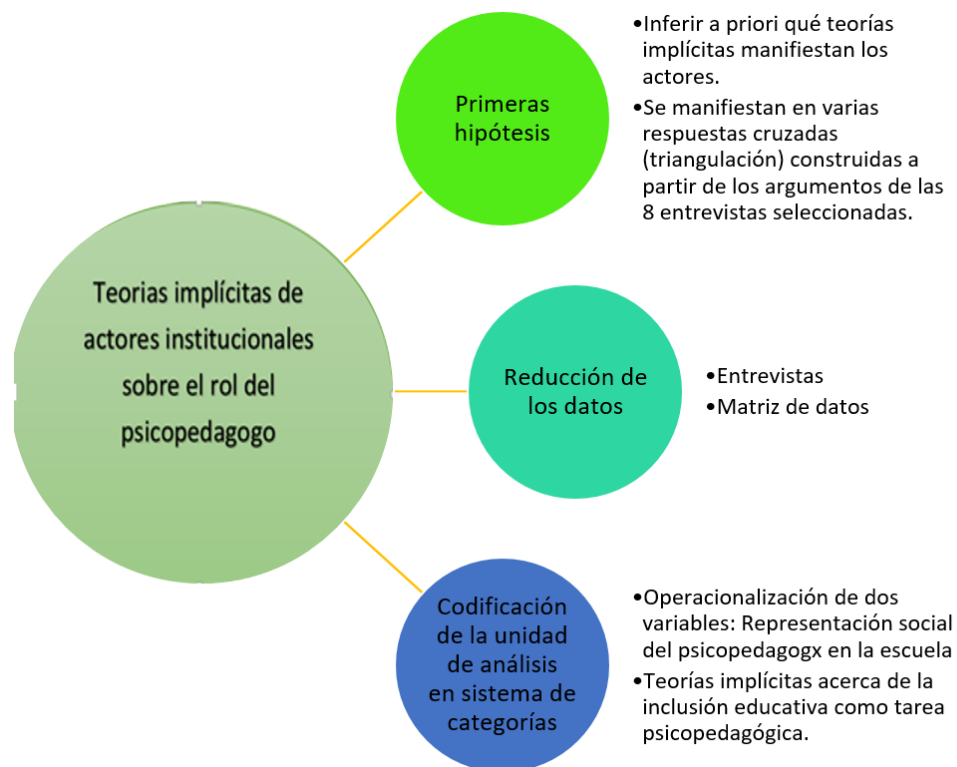 Teorias implícitas de
actores institucionales
sobre el rol del
psicopedagogo
Primeras
hipótesis
•Inferir a priori qué teorías
implícitas manifiestan los
actores.
•Se manifiestan en varias
respuestas cruzadas
(triangulación) construidas a
partir de los argumentos de las
8 entrevistas seleccionadas.
Reducción de
los datos
•Entrevistas
•Matriz de datos
Codificación
de la unidad
de análisis
en sistema de
categorías
•Operacionalización de dos
variables: Representación social
del psicopedagogx en la escuela
•Teorías implícitas acerca de la
inclusión educativa como tarea
psicopedagógica.